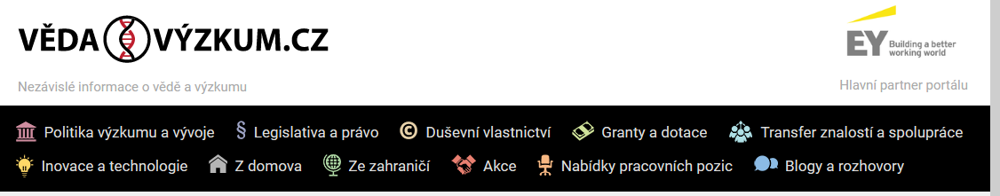 VĚDA VÝZKUM.CZ
EY Building a better
working world
Nezávislé informace o vědě a výzkumu
Hlavní partner portálu
Politika výzkumu a vývoje § Legislativa a právo © Duševní vlastnictví Granty a dotace Transfer znalostí a spolupráce
Inovace a technologie Z domova Ze zahraničí Akce Nabídky pracovních pozic Blogy a rozhovory